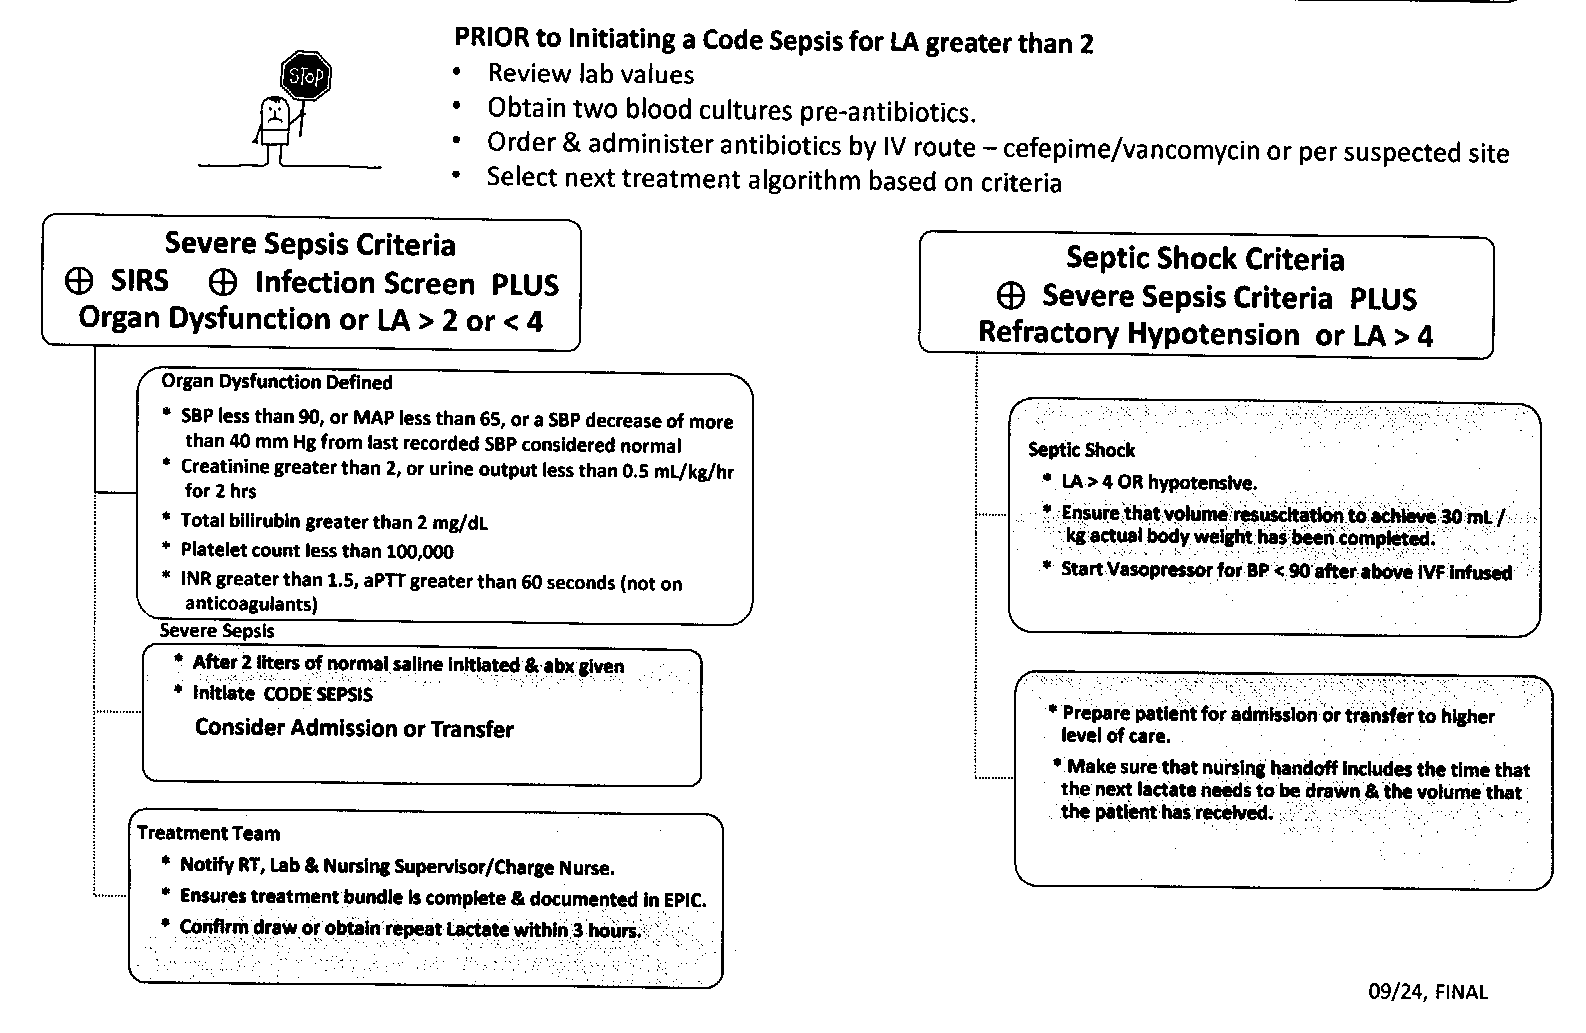 STOP
PRIOR to Initiating a Code Sepsis for LA greater than 2
• Review lab values
• Obtain two blood cultures pre-antibiotics.
• Order & administer antibiotics by IV route – cefepime/vancomycin or per suspected site
• Select next treatment algorithm based on criteria
Severe Sepsis Criteria
⊕ SIRS ⊕ Infection Screen PLUS
Organ Dysfunction or LA > 2 or < 4
Organ Dysfunction Defined
* SBP less than 90, or MAP less than 65, or a SBP decrease of more
than 40 mm Hg from last recorded SBP considered normal
* Creatinine greater than 2, or urine output less than 0.5 mL/kg/hr
for 2 hrs
* Total bilirubin greater than 2 mg/dL
* Platelet count less than 100,000
* INR greater than 1.5, aPTT greater than 60 seconds (not on
anticoagulants)
Severe Sepsis
* After 2 liters of normal saline initiated & abx given
* Initiate CODE SEPSIS
Consider Admission or Transfer
Treatment Team
* Notify RT, Lab & Nursing Supervisor/Charge Nurse.
* Ensures treatment bundle is complete & documented in EPIC.
* Confirm draw or obtain repeat Lactate within 3 hours.
Septic Shock Criteria
⊕ Severe Sepsis Criteria PLUS
Refractory Hypotension or LA > 4
Septic Shock
* LA > 4 OR hypotensive.
* Ensure that volume resuscitation to achieve 30 mL /
kg actual body weight has been completed.
* Start Vasopressor for BP < 90 after above IVF infused
* Prepare patient for admission or transfer to higher
level of care.
* Make sure that nursing handoff includes the time that
the next lactate needs to be drawn & the volume that
the patient has received.
09/24, FINAL